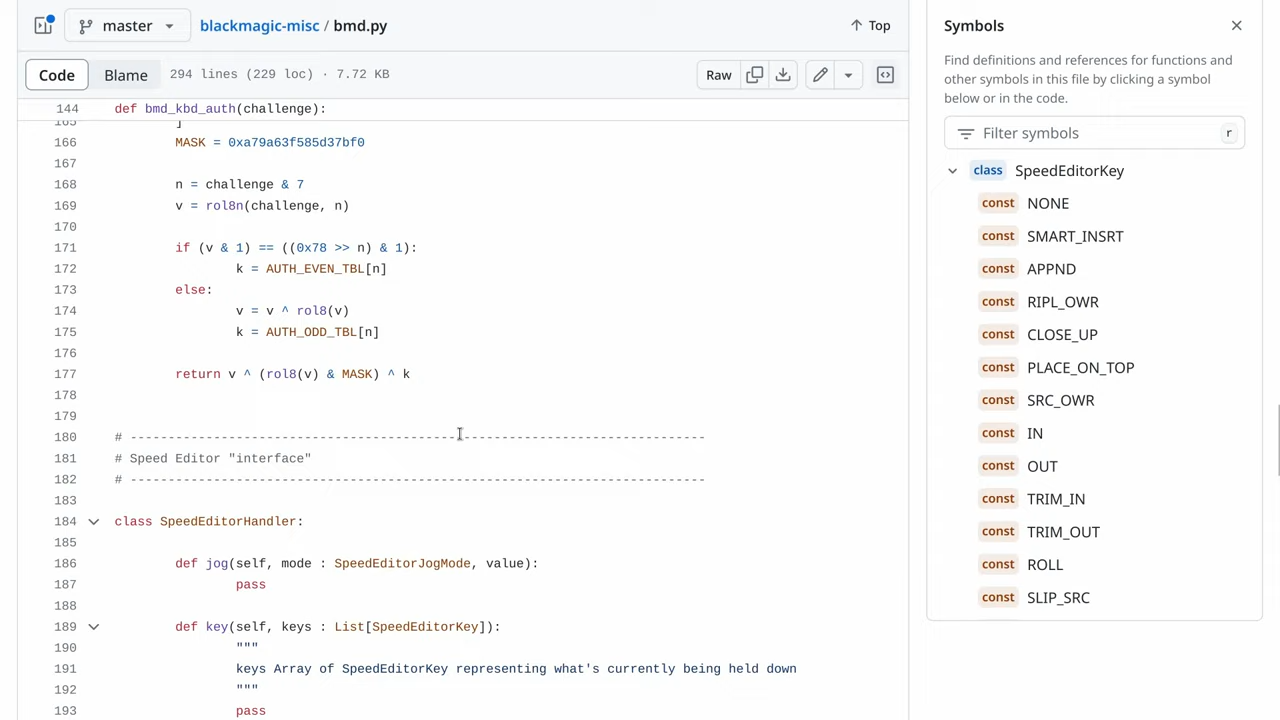 master
blackmagic-misc / bmd.py
Top
Code
Blame
294 lines (229 loc) · 7.72 KB
Raw
144 def bmd_kbd_auth(challenge):
165 ]
166 MASK = 0xa79a63f585d37bf0
167
168 n = challenge & 7
169 v = rol8n(challenge, n)
170
171 if (v & 1) == ((0x78 >> n) & 1):
172 k = AUTH_EVEN_TBL[n]
173 else:
174 v = v ^ rol8(v)
175 k = AUTH_ODD_TBL[n]
176
177 return v ^ (rol8(v) & MASK) ^ k
178
179
180 # ----------------------------------------------------------------------------
181 # Speed Editor "interface"
182 # ----------------------------------------------------------------------------
183
184 class SpeedEditorHandler:
185
186 def jog(self, mode : SpeedEditorJogMode, value):
187 pass
188
189 def key(self, keys : List[SpeedEditorKey]):
190 """
191 keys Array of SpeedEditorKey representing what's currently being held down
192 """
193 pass
Symbols
Find definitions and references for functions and
other symbols in this file by clicking a symbol
below or in the code.
Filter symbols r
class SpeedEditorKey
const NONE
const SMART_INSRT
const APPND
const RIPL_OWR
const CLOSE_UP
const PLACE_ON_TOP
const SRC_OWR
const IN
const OUT
const TRIM_IN
const TRIM_OUT
const ROLL
const SLIP_SRC